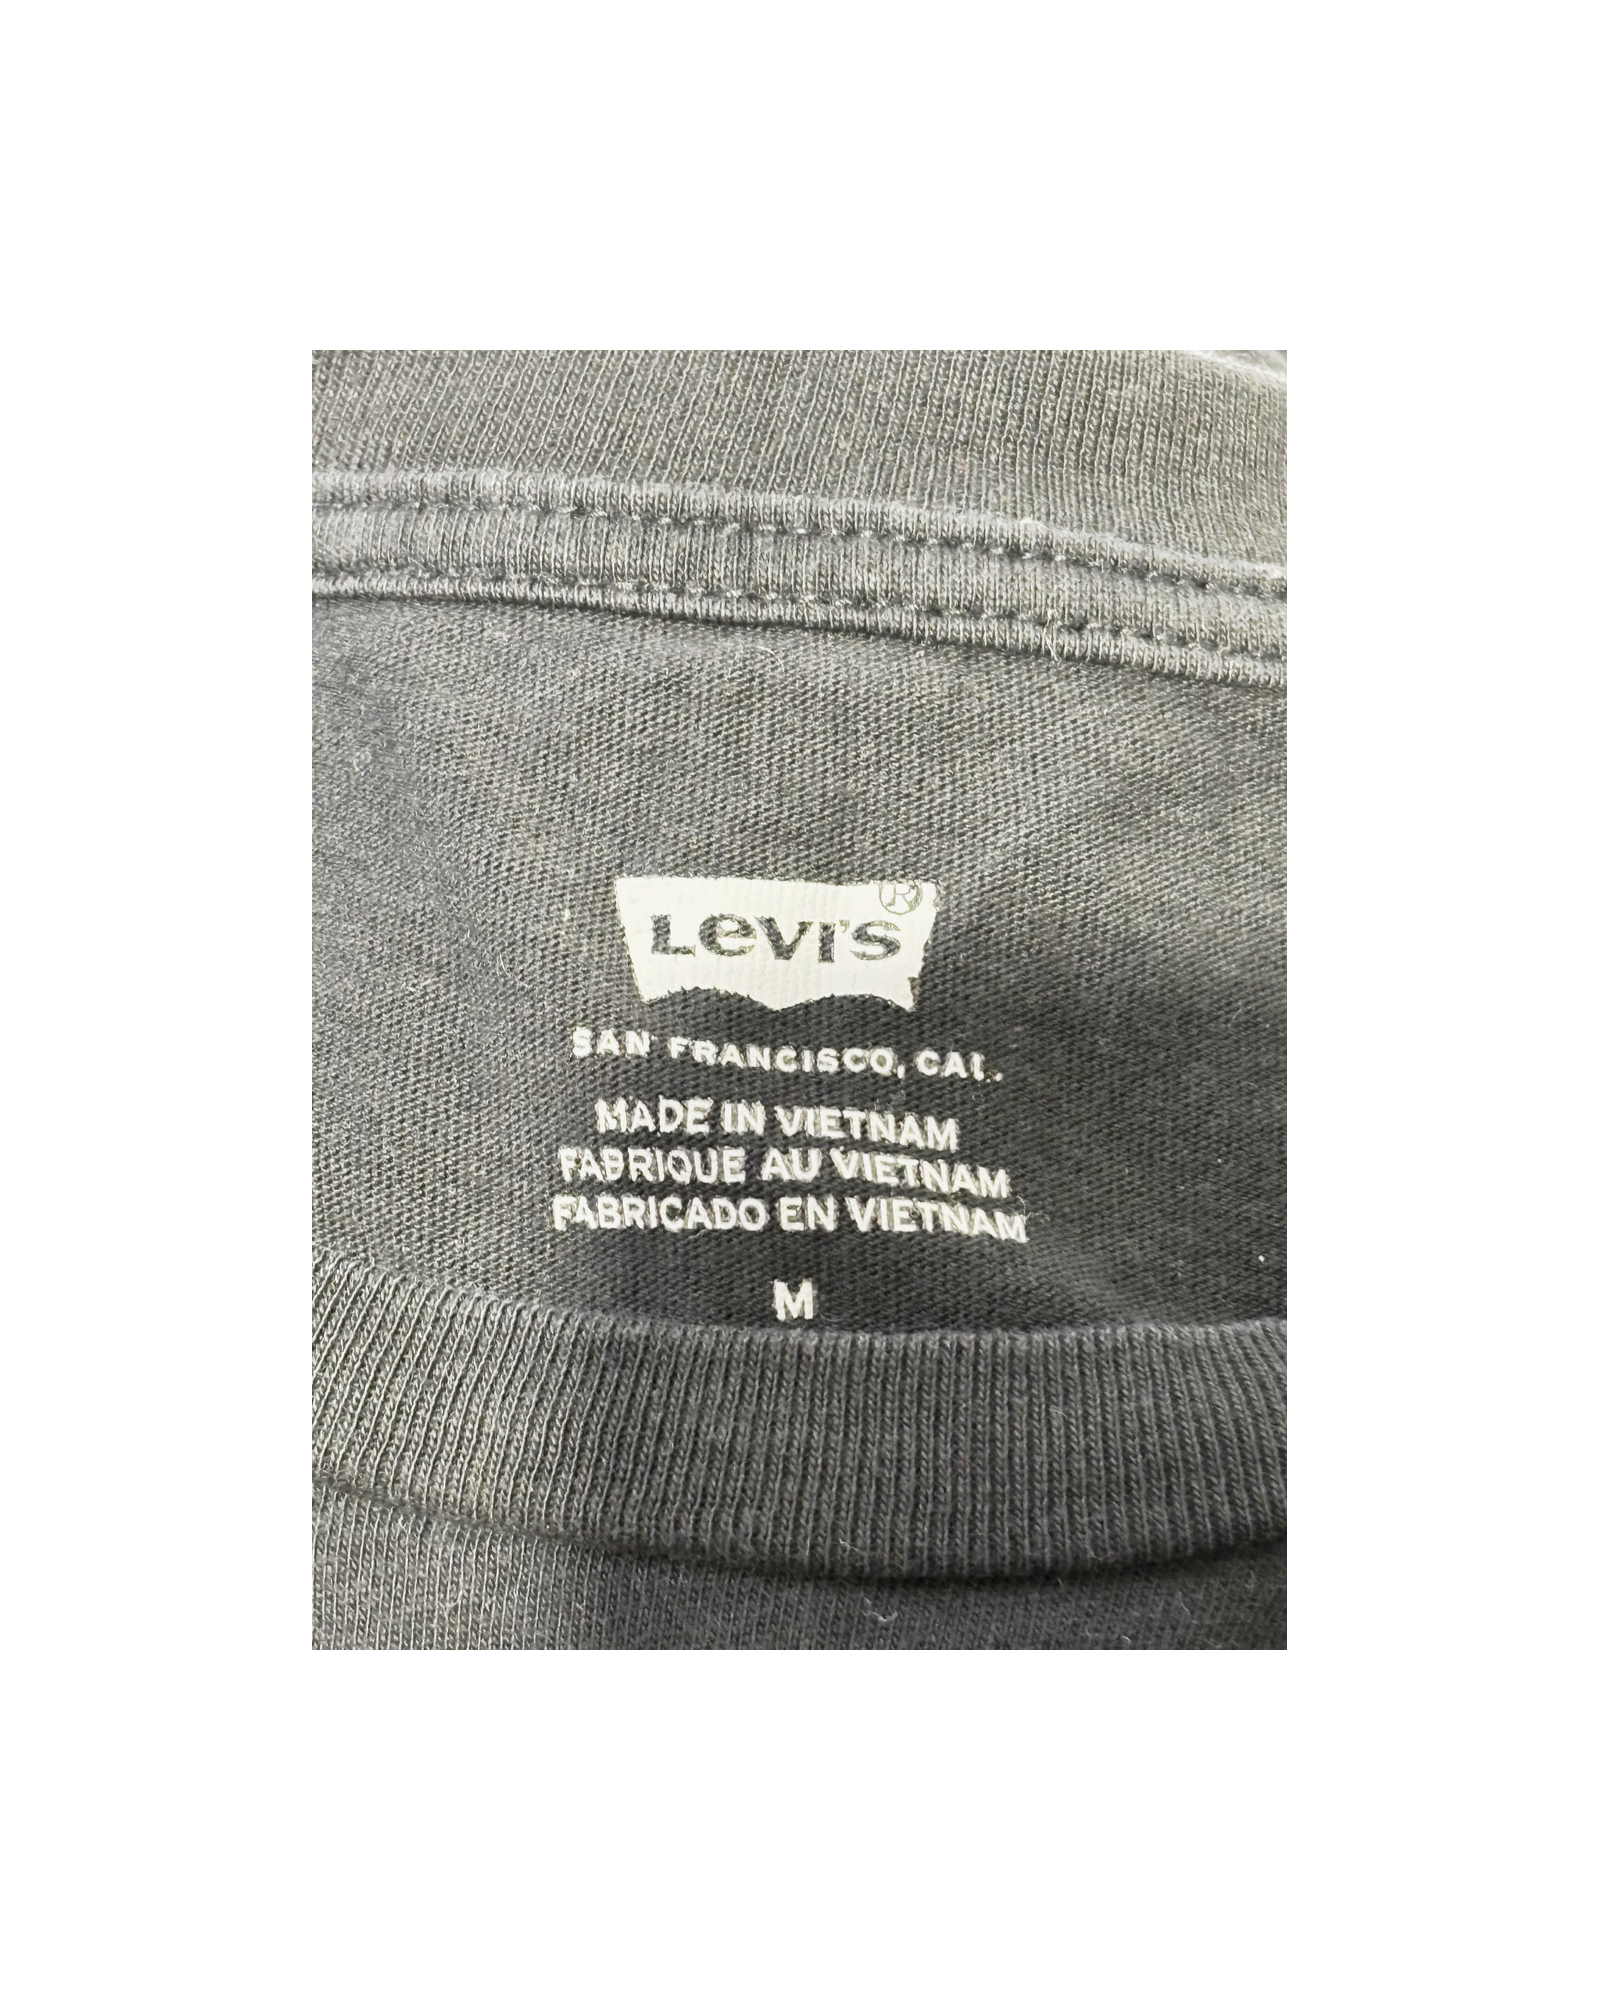 LEVI'S ®
SAN FRANCISCO, CAL.
MADE IN VIETNAM
FABRIQUE AU VIETNAM
FABRICADO EN VIETNAM
M